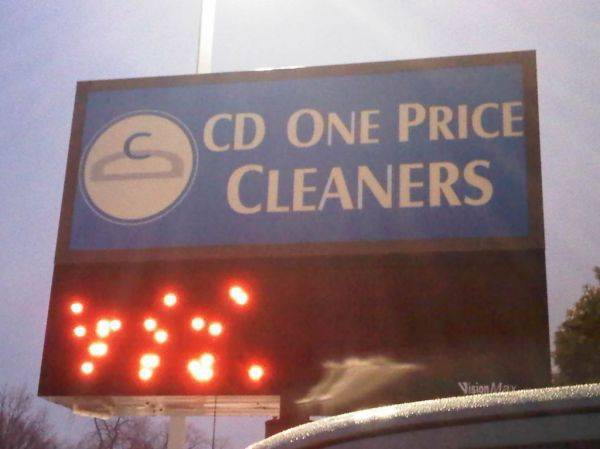 C
CD ONE PRICE
CLEANERS
VisionMax